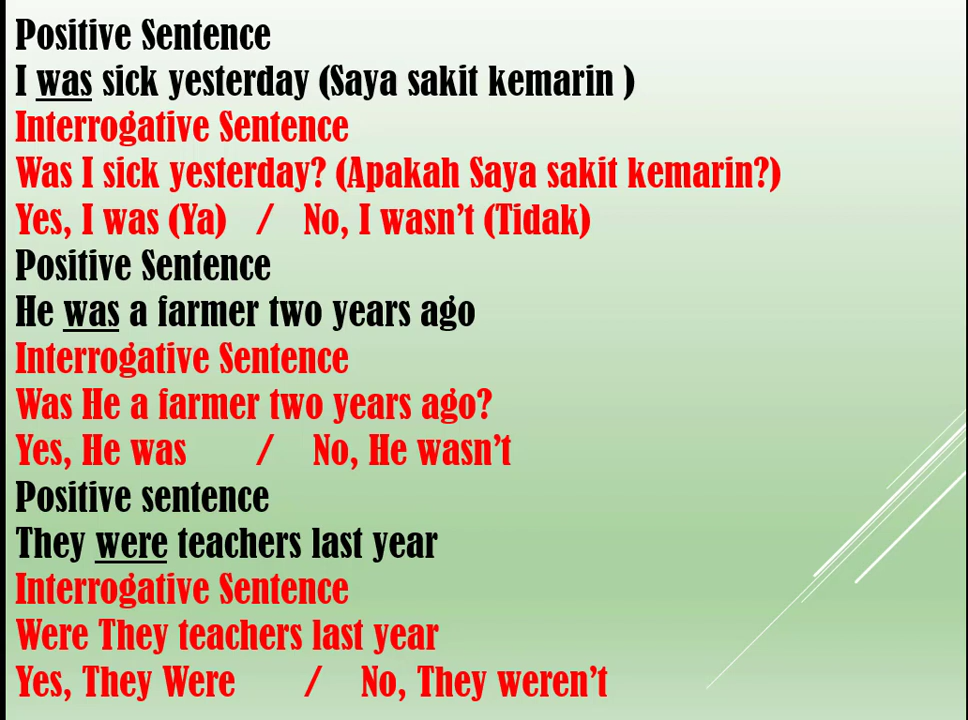 Positive Sentence
I was sick yesterday (Saya sakit kemarin )
Interrogative Sentence
Was I sick yesterday? (Apakah Saya sakit kemarin?)
Yes, I was (Ya) / No, I wasn't (Tidak)
Positive Sentence
He was a farmer two years ago
Interrogative Sentence
Was He a farmer two years ago?
Yes, He was / No, He wasn't
Positive sentence
They were teachers last year
Interrogative Sentence
Were They teachers last year
Yes, They Were / No, They weren't